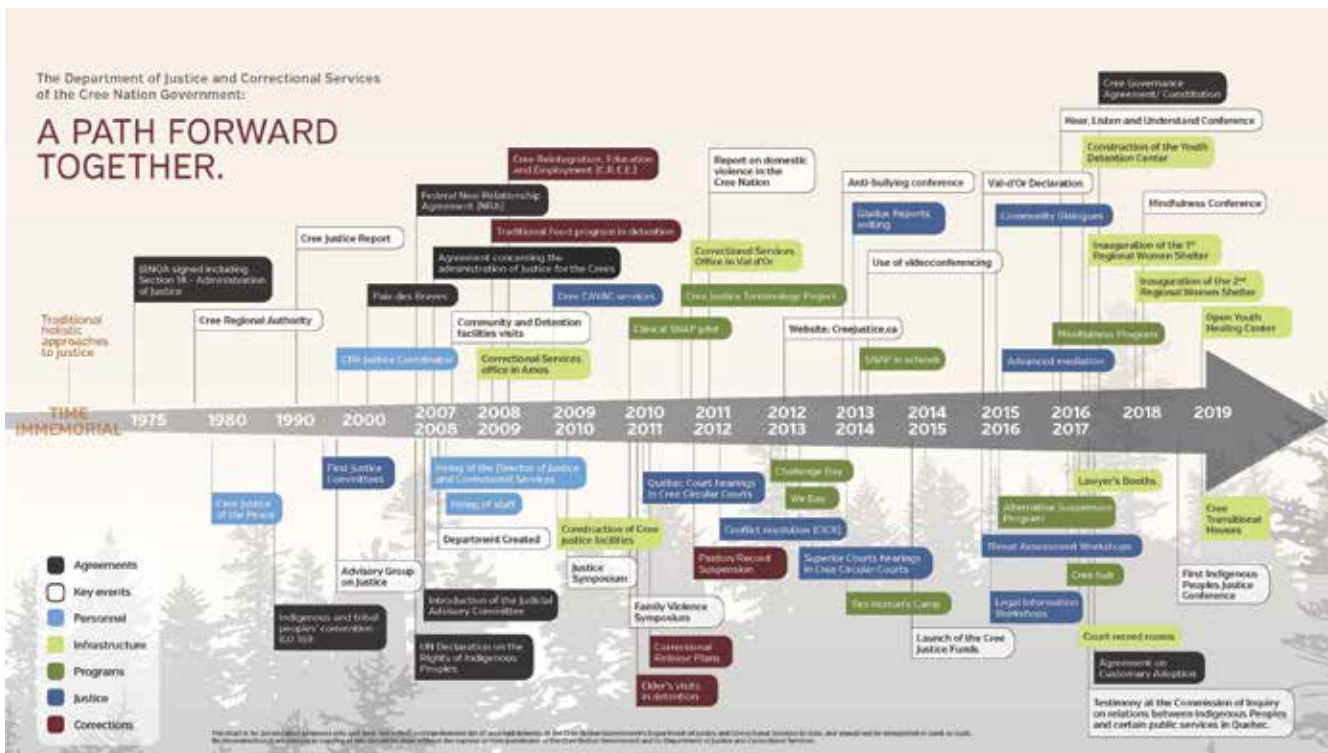 The Department of Justice and Correctional Services
of the Cree Nation Government:
A PATH FORWARD
TOGETHER.
Cree Governance
Agreement/ Constitution
Hear, Listen and Understand Conference
Construction of the Youth
Detention Center
Cree Reintegration, Education
and Employment (C.R.E.E.)
Report on domestic
violence in the
Cree Nation
Anti-bullying conference
Val-d'Or Declaration
Federal New Relationship
Agreement (NRA)
Mindfulness Conference
Gladue Reports
writing
Community Dialogues
Cree Justice Report
Traditional Food program in detention
Correctional Services
Office in Val d'Or
Inauguration of the 1st
Regional Women Shelter
JBNQA signed including
Section 18 - Administration
of Justice
Agreement concerning the
administration of Justice for the Crees
Use of videoconferencing
Inauguration of the 2nd
Regional Women Shelter
Paix des Braves
Cree CAVAC services
Cree Justice Terminology Project
Traditional
holistic
approaches
to justice
Cree Regional Authority
Community and Detention
facilities visits
Clinical SNAP pilot
Website: Creejustice.ca
Mindfulness Program
Open Youth
Healing Center
CRA Justice Coordinator
Correctional Services
office in Amos
SNAP in schools
Advanced mediation
TIME
IMMEMORIAL
1975
1980
1990
2000
2007
2008
2008
2009
2009
2010
2010
2011
2011
2012
2012
2013
2013
2014
2014
2015
2015
2016
2016
2017
2018
2019
First Justice
Committees
Hiring of the Director of Justice
and Correctional Services
Challenge Day
Québec Court hearings
in Cree Circular Courts
Lawyer's Booths
Cree Justice
of the Peace
Hiring of staff
We Day
Alternative Suspension
Program
Cree
Transitional
Houses
Department Created
Construction of Cree
justice facilities
Conflict resolution (CICR)
Threat Assessment Workshops
Advisory Group
on Justice
Justice
Symposium
Pardon/Record
Suspension
Superior Courts hearings
in Cree Circular Courts
Cree hub
First Indigenous
Peoples Justice
Conference
Agreements
Key events
Personnel
Infrastructure
Programs
Justice
Corrections
Indigenous and tribal
peoples' convention
ILO 169
Introduction of the Judicial
Advisory Committee
Family Violence
Symposium
Hunter's Camp
Legal Information
Workshops
UN Declaration on the
Rights of Indigenous
Peoples
Correctional
Release Plans
Launch of the Cree
Justice Funds
Court record rooms
Elder's visits
in detention
Agreement on
Customary Adoption
Testimony at the Commission of Inquiry
on relations between Indigenous Peoples
and certain public services in Quebec.